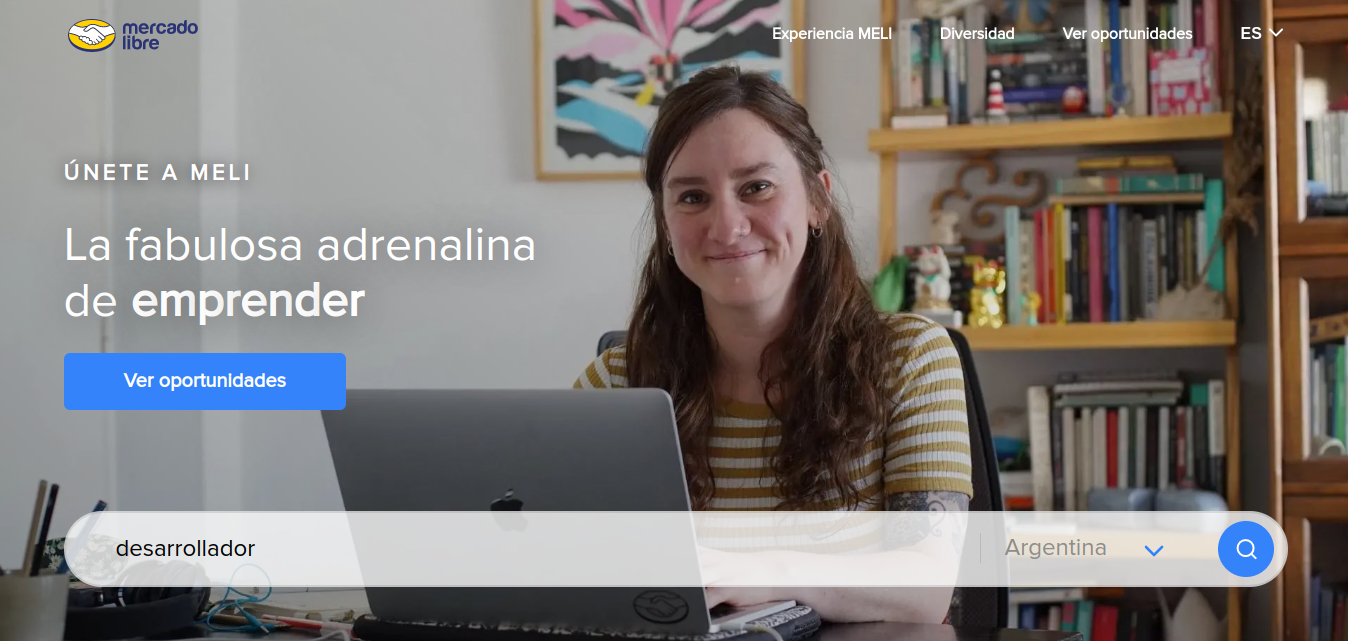 mercado
libre
Experiencia MELI
Diversidad
Ver oportunidades
ES
ÚNETE A MELI
La fabulosa adrenalina
de emprender
Ver oportunidades
desarrollador
Argentina